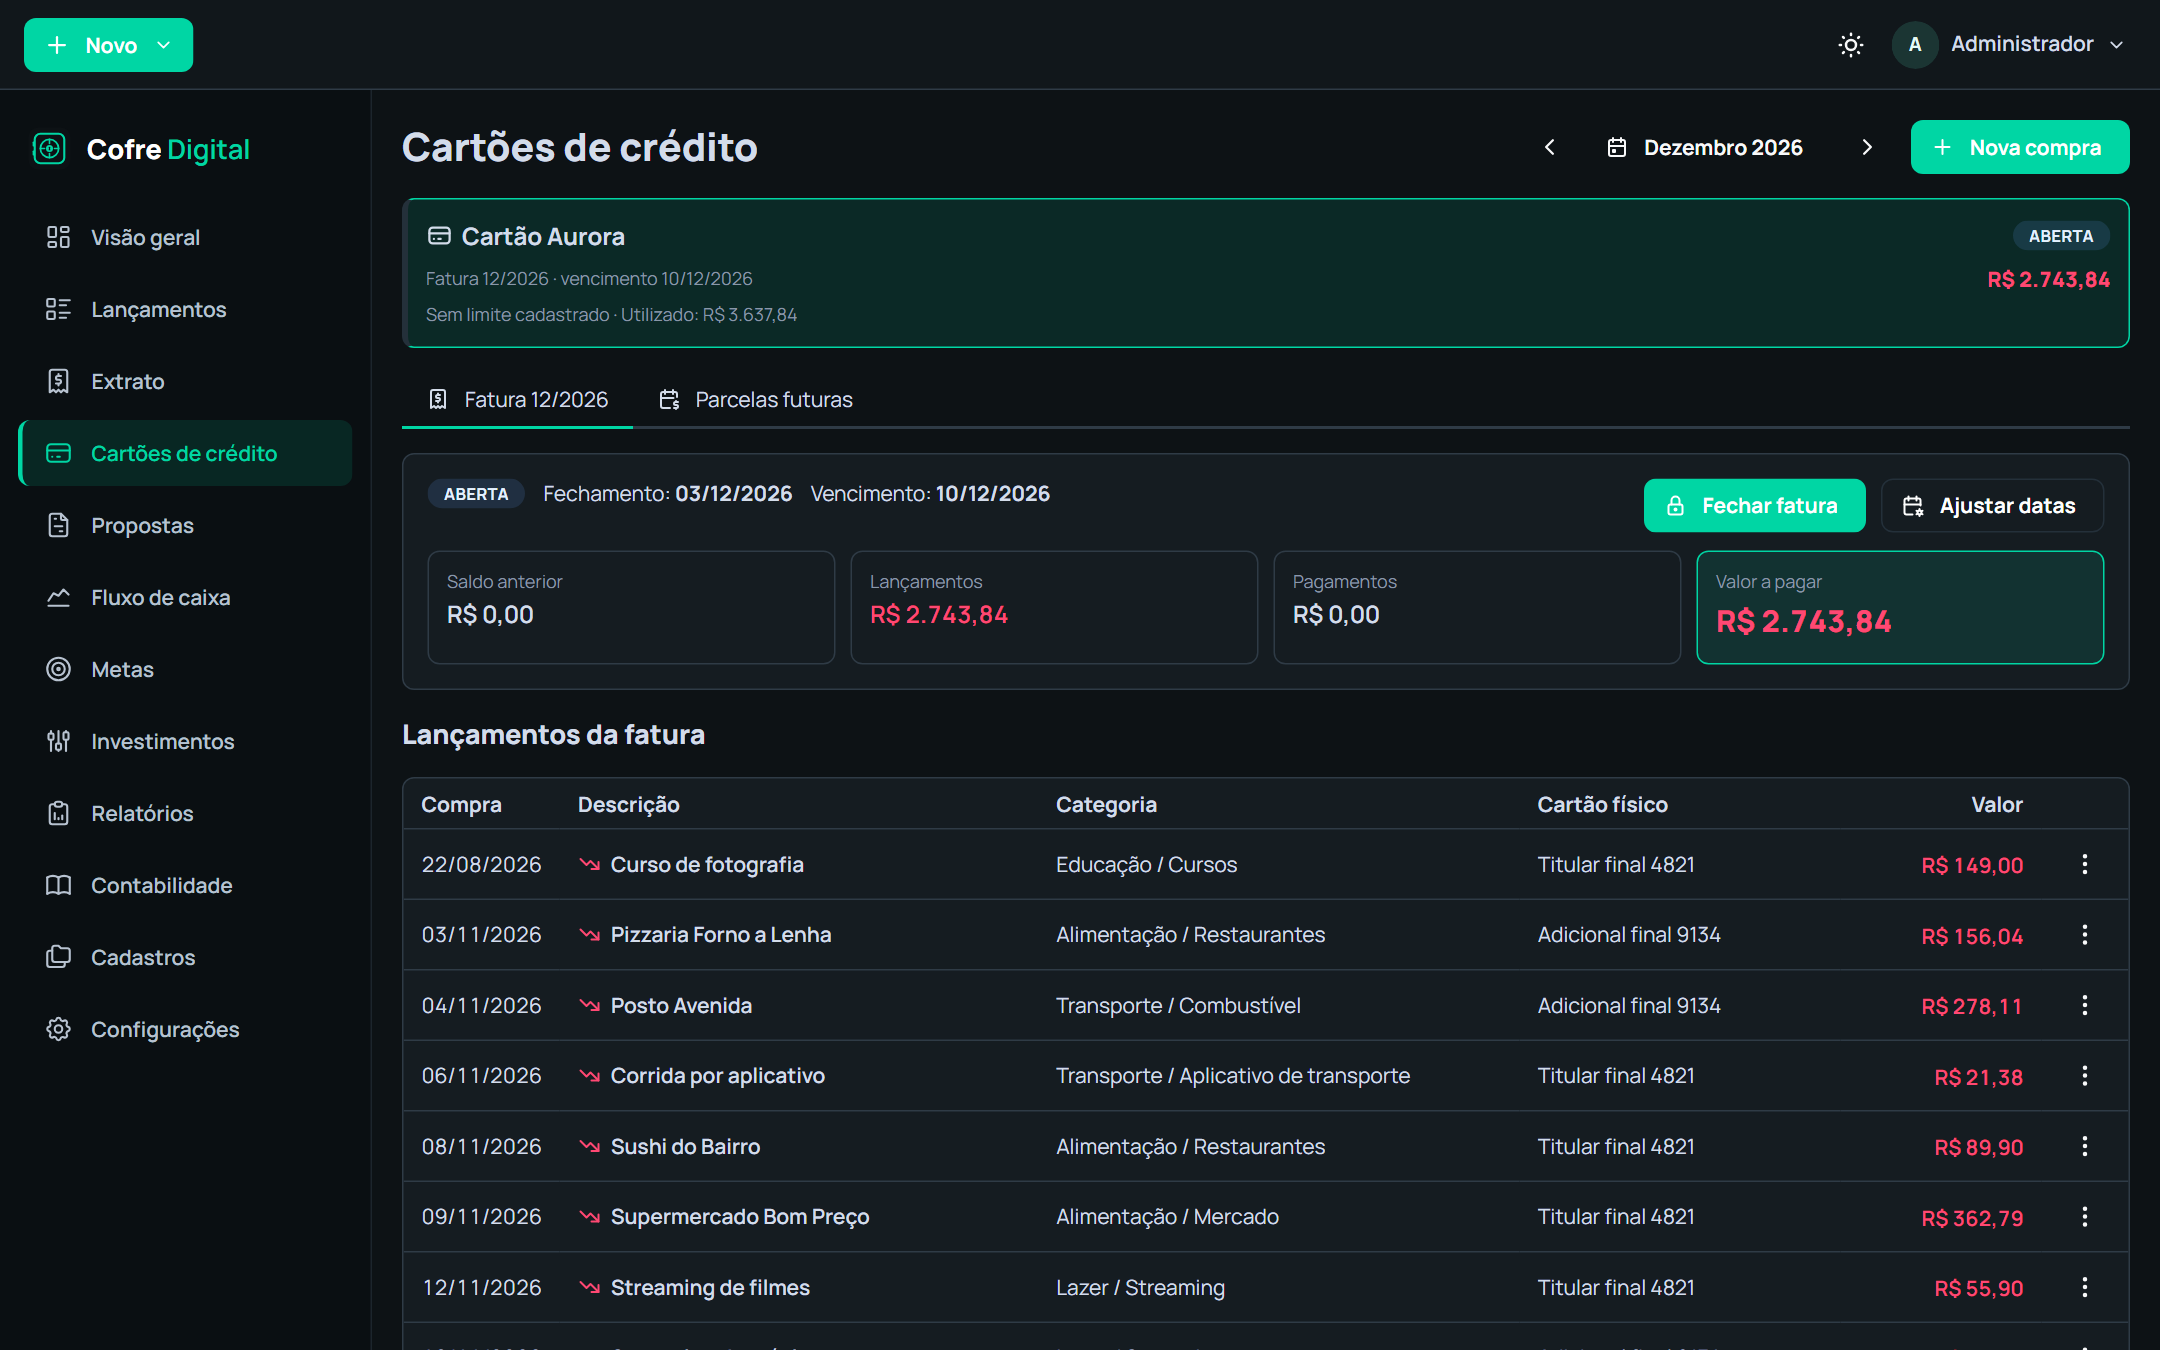 Novo
A Administrador
Cofre Digital
Visão geral
Lançamentos
Extrato
Cartões de crédito
Propostas
Fluxo de caixa
Metas
Investimentos
Relatórios
Contabilidade
Cadastros
Configurações
Cartões de crédito
Dezembro 2026
Nova compra
Cartão Aurora
ABERTA
Fatura 12/2026 · vencimento 10/12/2026
R$ 2.743,84
Sem limite cadastrado · Utilizado: R$ 3.637,84
Fatura 12/2026
Parcelas futuras
ABERTA Fechamento: 03/12/2026 Vencimento: 10/12/2026
Fechar fatura
Ajustar datas
Saldo anterior
R$ 0,00
Lançamentos
R$ 2.743,84
Pagamentos
R$ 0,00
Valor a pagar
R$ 2.743,84
Lançamentos da fatura
Compra Descrição Categoria Cartão físico Valor
22/08/2026 Curso de fotografia Educação / Cursos Titular final 4821 R$ 149,00
03/11/2026 Pizzaria Forno a Lenha Alimentação / Restaurantes Adicional final 9134 R$ 156,04
04/11/2026 Posto Avenida Transporte / Combustível Adicional final 9134 R$ 278,11
06/11/2026 Corrida por aplicativo Transporte / Aplicativo de transporte Titular final 4821 R$ 21,38
08/11/2026 Sushi do Bairro Alimentação / Restaurantes Titular final 4821 R$ 89,90
09/11/2026 Supermercado Bom Preço Alimentação / Mercado Titular final 4821 R$ 362,79
12/11/2026 Streaming de filmes Lazer / Streaming Titular final 4821 R$ 55,90